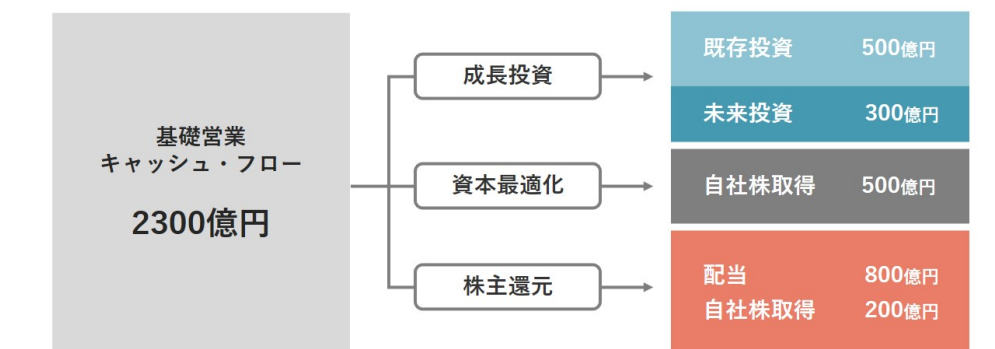 基礎営業
キャッシュ・フロー
2300億円
成長投資
既存投資 500億円
未来投資 300億円
資本最適化
自社株取得 500億円
株主還元
配当 800億円
自社株取得 200億円